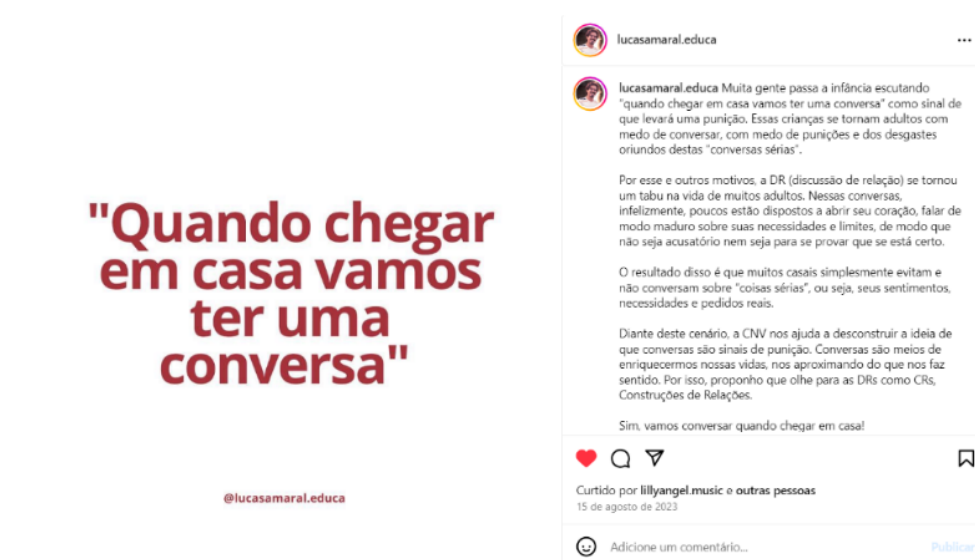 "Quando chegar
em casa vamos
ter uma
conversa"
@lucasamaral.educa
lucasamaral.educa
lucasamaral.educa Muita gente passa a infância escutando
"quando chegar em casa vamos ter uma conversa" como sinal de
que levará uma punição. Essas crianças se tornam adultos com
medo de conversar, com medo de punições e dos desgastes
oriundos destas "conversas sérias".
Por esse e outros motivos, a DR (discussão de relação) se tornou
um tabu na vida de muitos adultos. Nessas conversas,
infelizmente, poucos estão dispostos a abrir seu coração, falar de
modo maduro sobre suas necessidades e limites, de modo que
não seja acusatório nem seja para se provar que se está certo.
O resultado disso é que muitos casais simplesmente evitam e
não conversam sobre "coisas sérias", ou seja, seus sentimentos,
necessidades e pedidos reais.
Diante deste cenário, a CNV nos ajuda a desconstruir a ideia de
que conversas são sinais de punição. Conversas são meios de
enriquecermos nossas vidas, nos aproximando do que nos faz
sentido. Por isso, proponho que olhe para as DRs como CRs,
Construções de Relações.
Sim, vamos conversar quando chegar em casa!
Curtido por lillyangel.music e outras pessoas
15 de agosto de 2023
Adicione um comentário...
Publicar